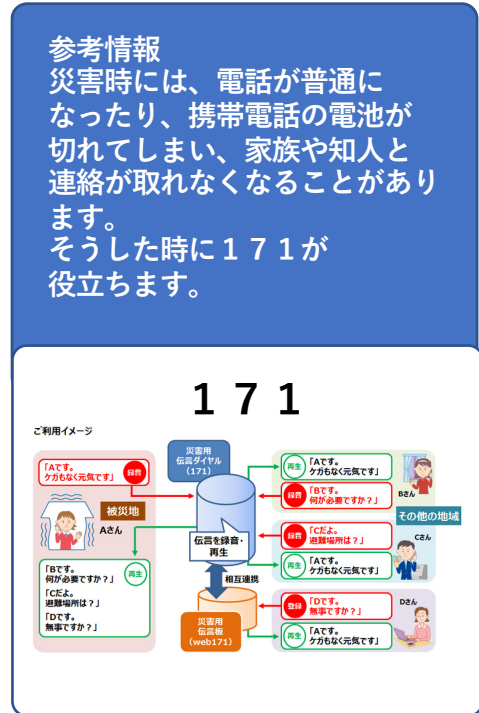 参考情報
災害時には、電話が普通に
なったり、携帯電話の電池が
切れてしまい、家族や知人と
連絡が取れなくなることがあり
ます。
そうした時に１７１が
役立ちます。
１７１
ご利用イメージ
「Aです。
ケガもなく元気です」
録音
被災地
Aさん
「Bです。
何が必要ですか？」
「Cだよ。
避難場所は？」
「Dです。
無事ですか？」
再生
災害用
伝言ダイヤル
（171）
伝言を録音・
再生
相互連携
災害用
伝言板
（web171）
再生
「Aです。
ケガもなく元気です」
録音
「Bです。
何が必要ですか？」
Bさん
その他の地域
録音
「Cだよ。
避難場所は？」
再生
「Aです。
ケガもなく元気です」
Cさん
登録
「Dです。
無事ですか？」
再生
「Aです。
ケガもなく元気です」
Dさん